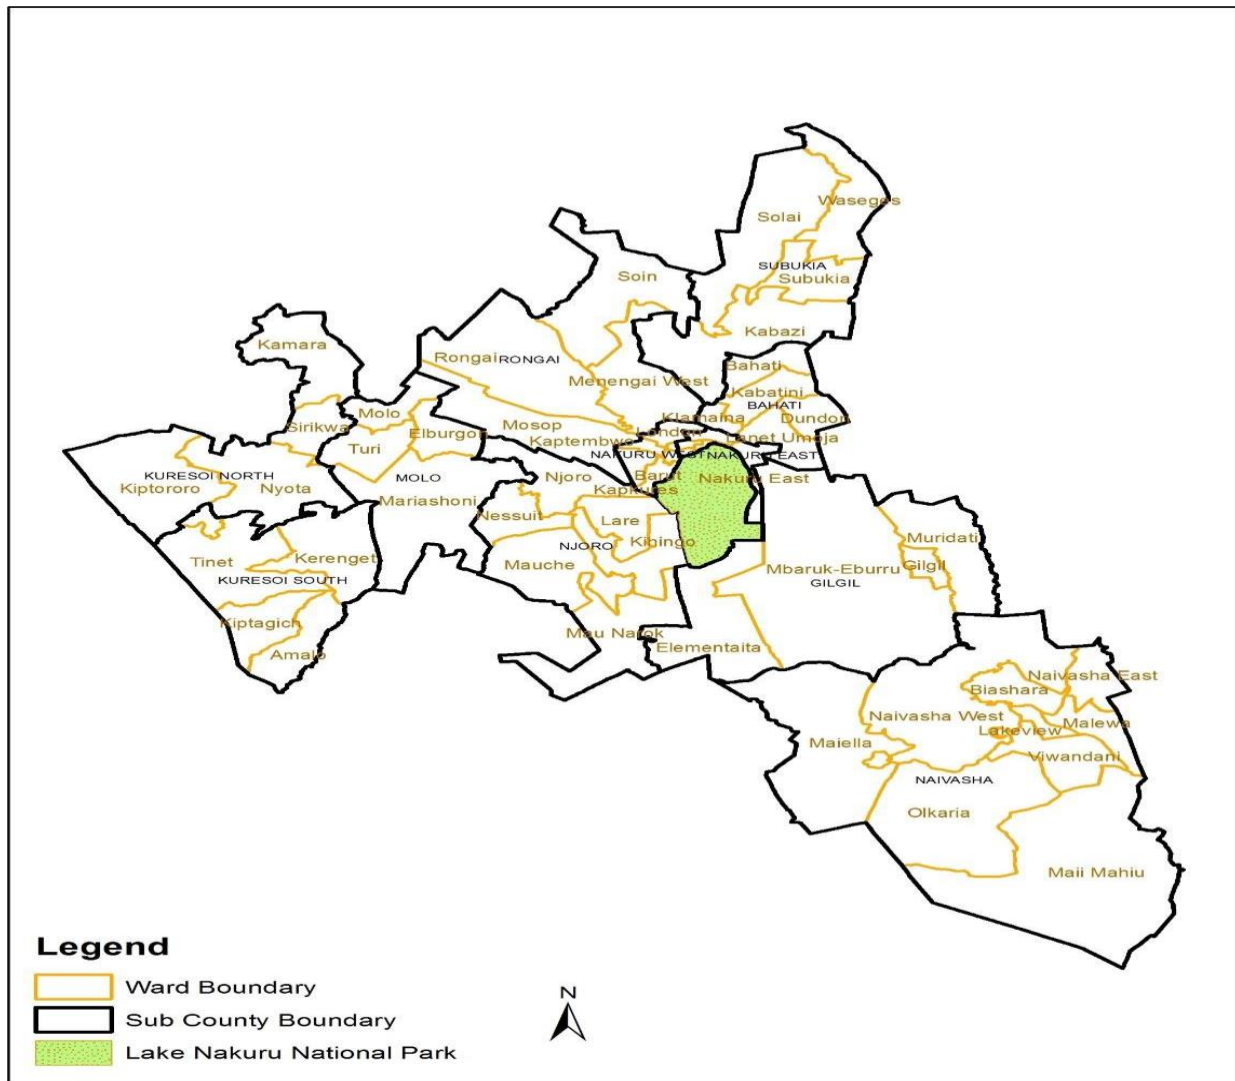 Waseges
Solai
SUBUKIA
Subukia
Soin
Kabazi
Kamara
Rongai
RONGAI
Bahati
Menengai West
Kabatini
BAHATI
Molo
Klamaina
Dundori
Sirikwa
Mosop
London
Elburgon
Kaptembwo
Lanet Umoja
Turi
NAKURU WEST
NAKURU EAST
KURESOI NORTH
MOLO
Njoro
Barut
Nakuru East
Kiptororo
Nyota
Kapkures
Mariashoni
Nessuit
Lare
Muridati
Kibingo
NJORO
Tinet
Kerenget
Mauche
Mbaruk-Eburru
Gilgil
KURESOI SOUTH
GILGIL
Kiptagich
Mau Narok
Elementaita
Amalo
Naivasha East
Biashara
Naivasha West
Malewa
Lakeview
Maiella
Viwandani
NAIVASHA
Olkaria
Maii Mahiu
Legend
Ward Boundary
Sub County Boundary
Lake Nakuru National Park
N